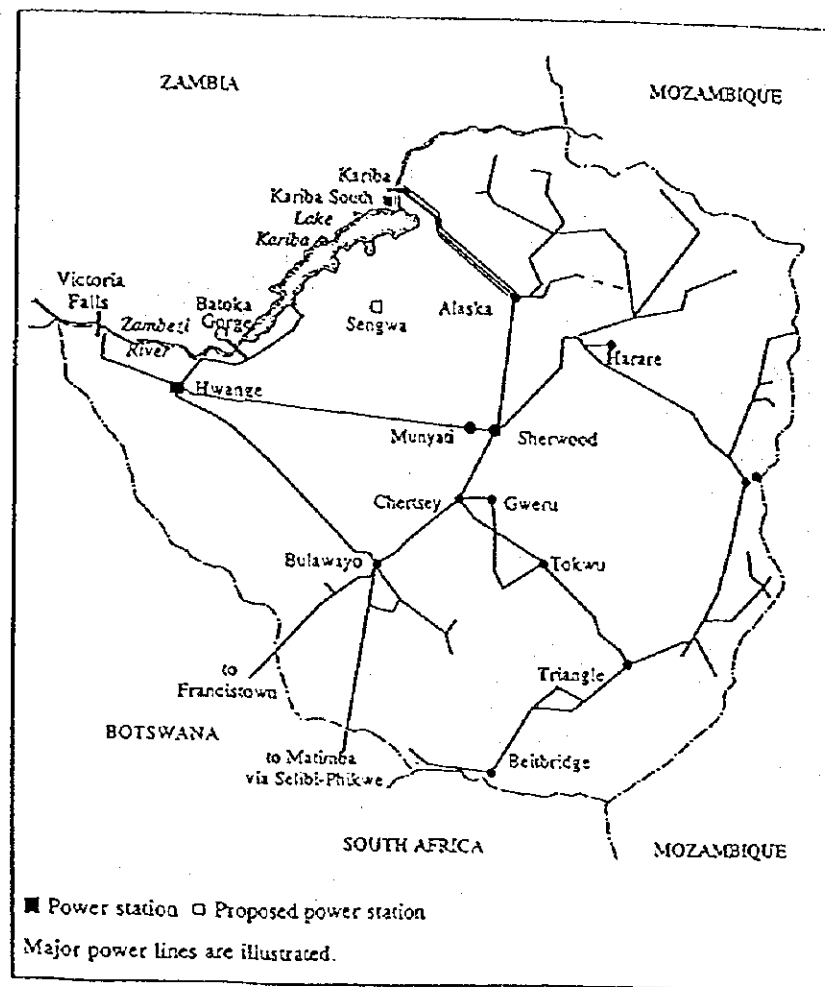 ZAMBIA
MOZAMBIQUE
Kariba
Kariba South
Lake
Kariba
Victoria
Falls
Batoka
Gorge
Zambezi
River
Sengwa
Alaska
Harare
Hwange
Munyati
Sherwood
Chertsey
Gweru
Bulawayo
Tokwu
to
Francistown
Triangle
BOTSWANA
to Matimba
via Selibi-Phikwe
Beitbridge
SOUTH AFRICA
MOZAMBIQUE
Power station
Proposed power station
Major power lines are illustrated.